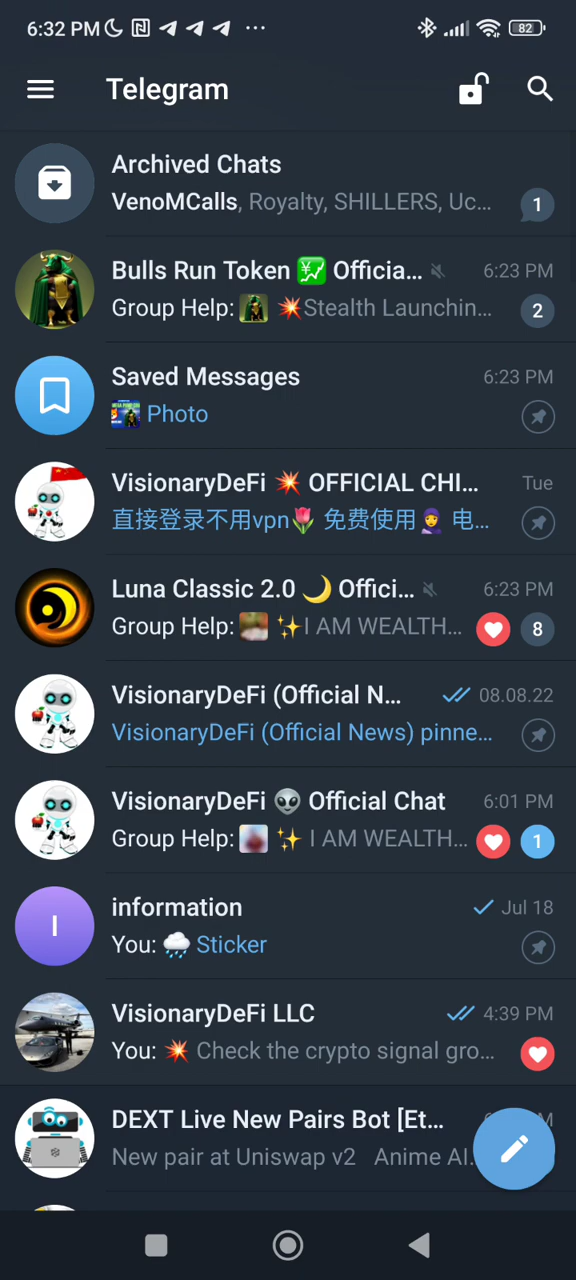 6:32 PM
82
Telegram
Archived Chats
VenoMCalls, Royalty, SHILLERS, Uc...
1
Bulls Run Token 💹 Officia... 6:23 PM
Group Help: 💥Stealth Launchin... 2
Saved Messages 6:23 PM
Photo
VisionaryDeFi 💥 OFFICIAL CHI... Tue
直接登录不用vpn🌷 免费使用🧕 电...
Luna Classic 2.0 🌙 Offici... 6:23 PM
Group Help: ✨I AM WEALTH... 8
VisionaryDeFi (Official N... 08.08.22
VisionaryDeFi (Official News) pinne...
VisionaryDeFi 👽 Official Chat 6:01 PM
Group Help: ✨ I AM WEALTH... 1
I
information Jul 18
You: 🌧️ Sticker
VisionaryDeFi LLC 4:39 PM
You: 💥 Check the crypto signal gro...
DEXT Live New Pairs Bot [Et...
New pair at Uniswap v2 Anime AI...